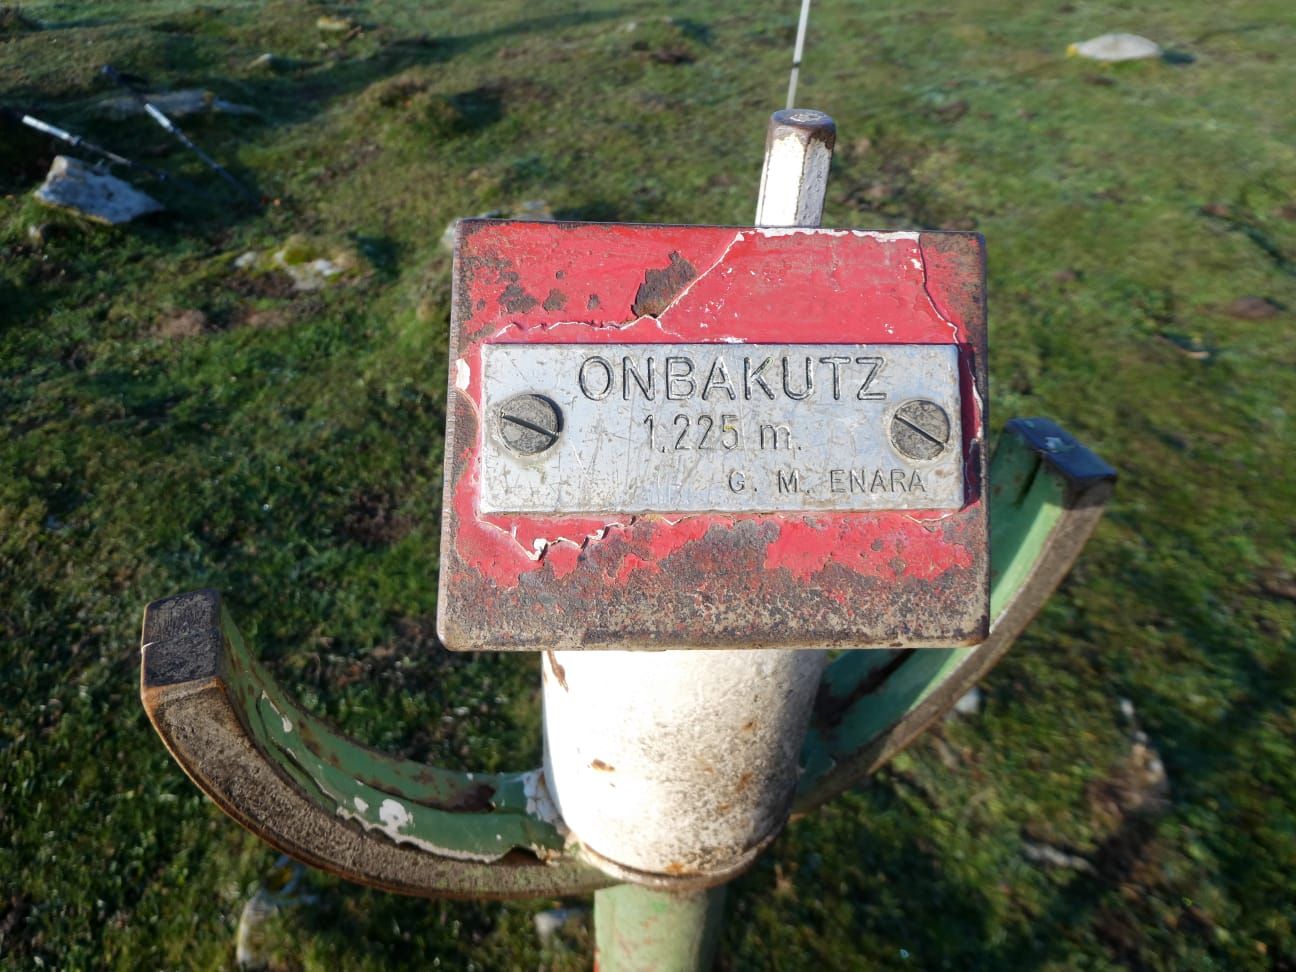 ONBAKUTZ
1.225 m.
G. M. ENARA